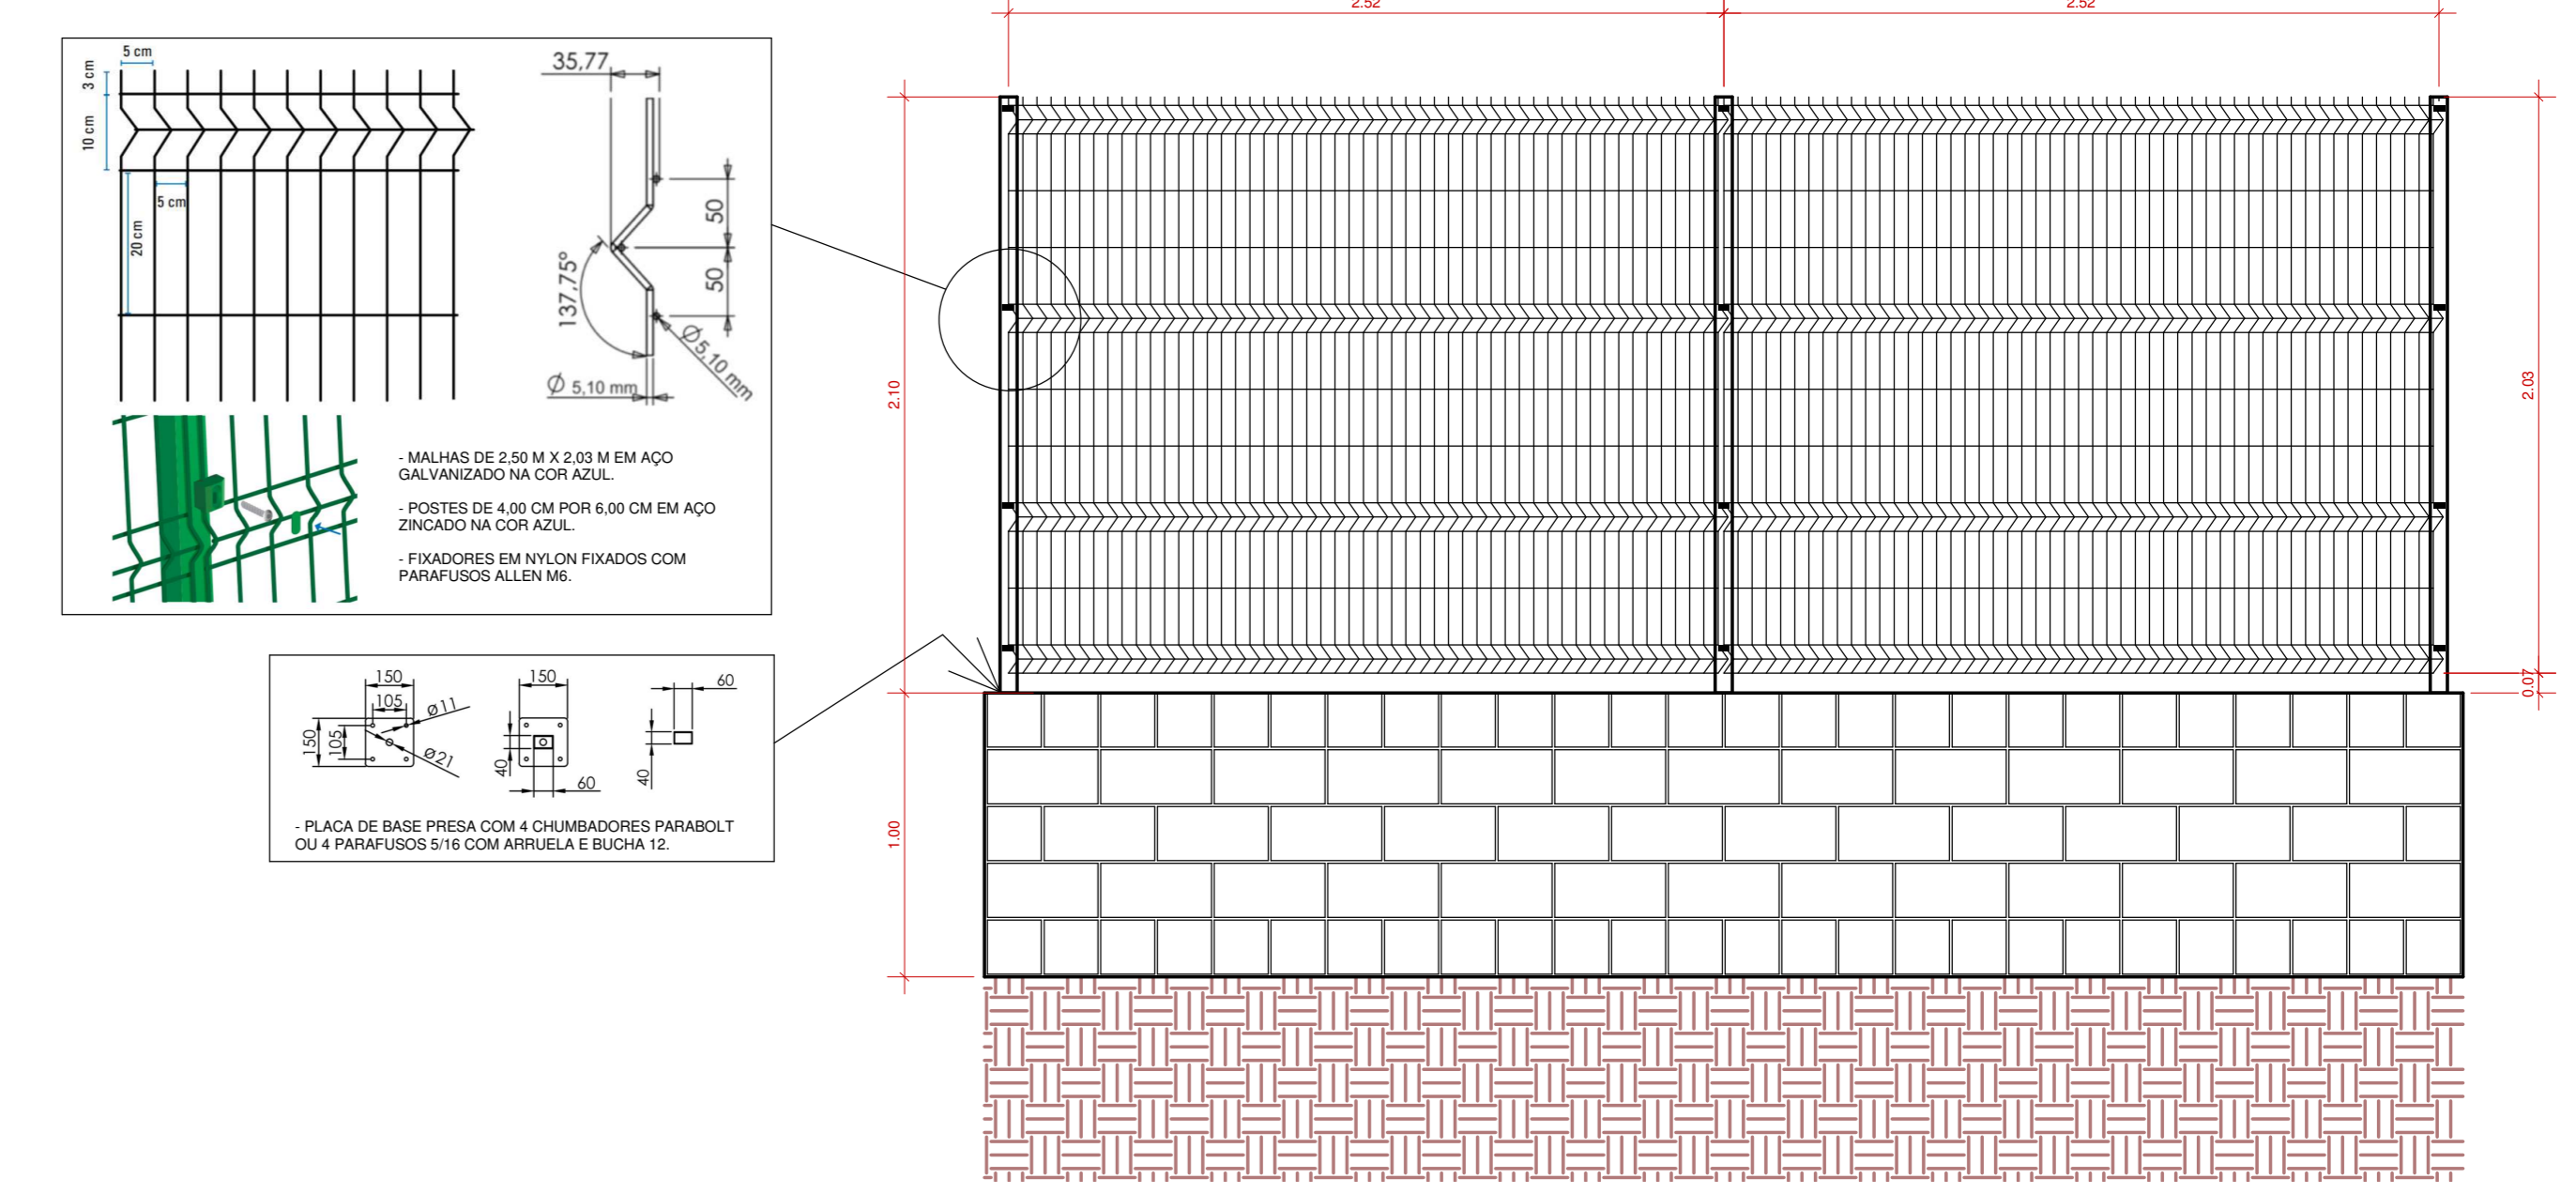 2.52
2.52
5 cm
3 cm
10 cm
5 cm
20 cm
35,77
50
50
137,75°
Ø5,10 mm
Ø 5,10 mm
- MALHAS DE 2,50 M X 2,03 M EM AÇO
GALVANIZADO NA COR AZUL.
- POSTES DE 4,00 CM POR 6,00 CM EM AÇO
ZINCADO NA COR AZUL.
- FIXADORES EM NYLON FIXADOS COM
PARAFUSOS ALLEN M6.
2.10
2.03
0.07
1.00
150
105
Ø11
150
105
Ø21
150
40
60
60
40
- PLACA DE BASE PRESA COM 4 CHUMBADORES PARABOLT
OU 4 PARAFUSOS 5/16 COM ARRUELA E BUCHA 12.